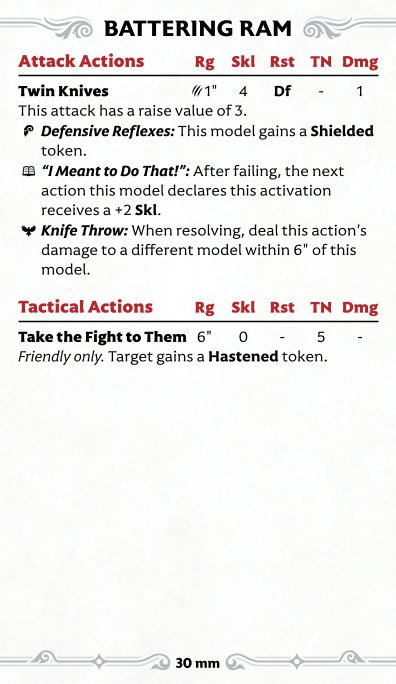 BATTERING RAM
Attack Actions Rg Skl Rst TN Dmg
Twin Knives 1" 4 Df - 1
This attack has a raise value of 3.
Defensive Reflexes: This model gains a Shielded
token.
“I Meant to Do That!”: After failing, the next
action this model declares this activation
receives a +2 Skl.
Knife Throw: When resolving, deal this action’s
damage to a different model within 6" of this
model.
Tactical Actions Rg Skl Rst TN Dmg
Take the Fight to Them 6" 0 - 5 -
Friendly only. Target gains a Hastened token.
30 mm